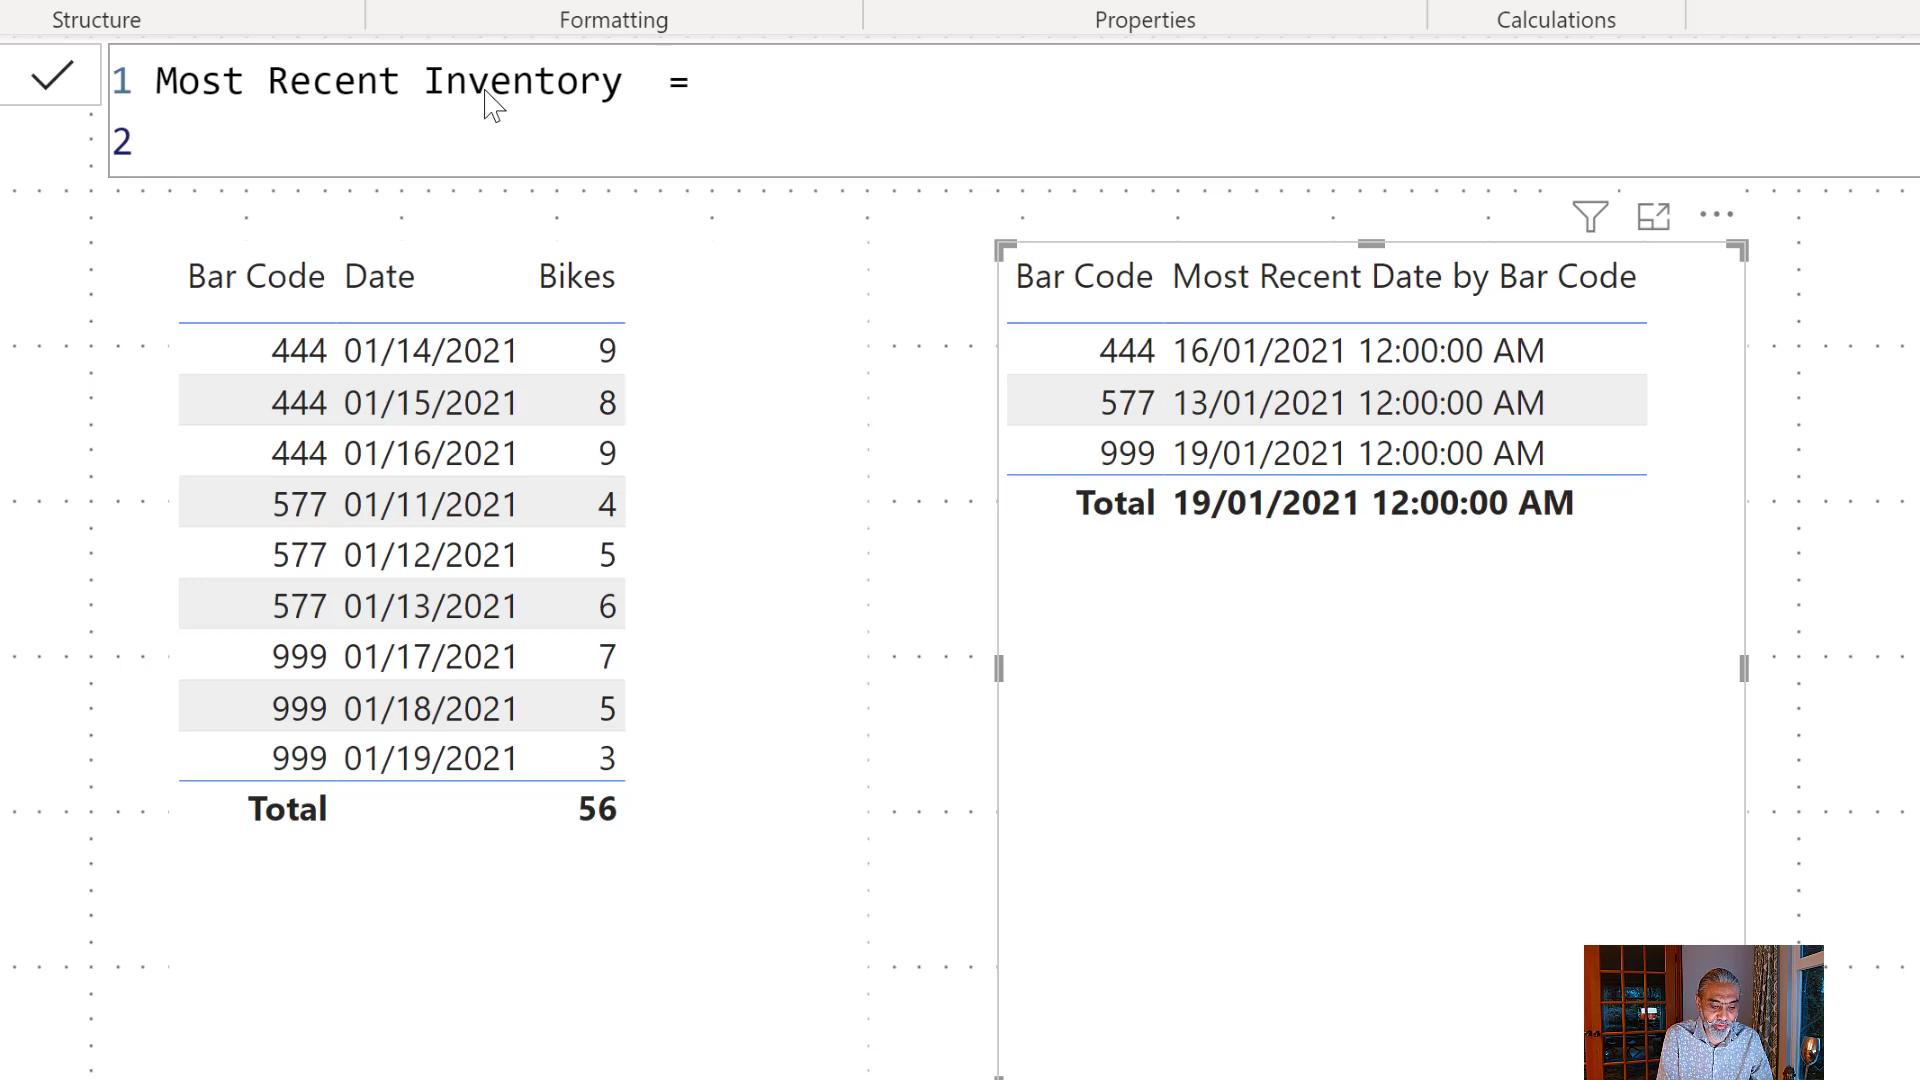 Structure Formatting Properties Calculations
1 Most Recent Inventory =
2
Bar Code Date Bikes
444 01/14/2021 9
444 01/15/2021 8
444 01/16/2021 9
577 01/11/2021 4
577 01/12/2021 5
577 01/13/2021 6
999 01/17/2021 7
999 01/18/2021 5
999 01/19/2021 3
Total 56
Bar Code Most Recent Date by Bar Code
444 16/01/2021 12:00:00 AM
577 13/01/2021 12:00:00 AM
999 19/01/2021 12:00:00 AM
Total 19/01/2021 12:00:00 AM